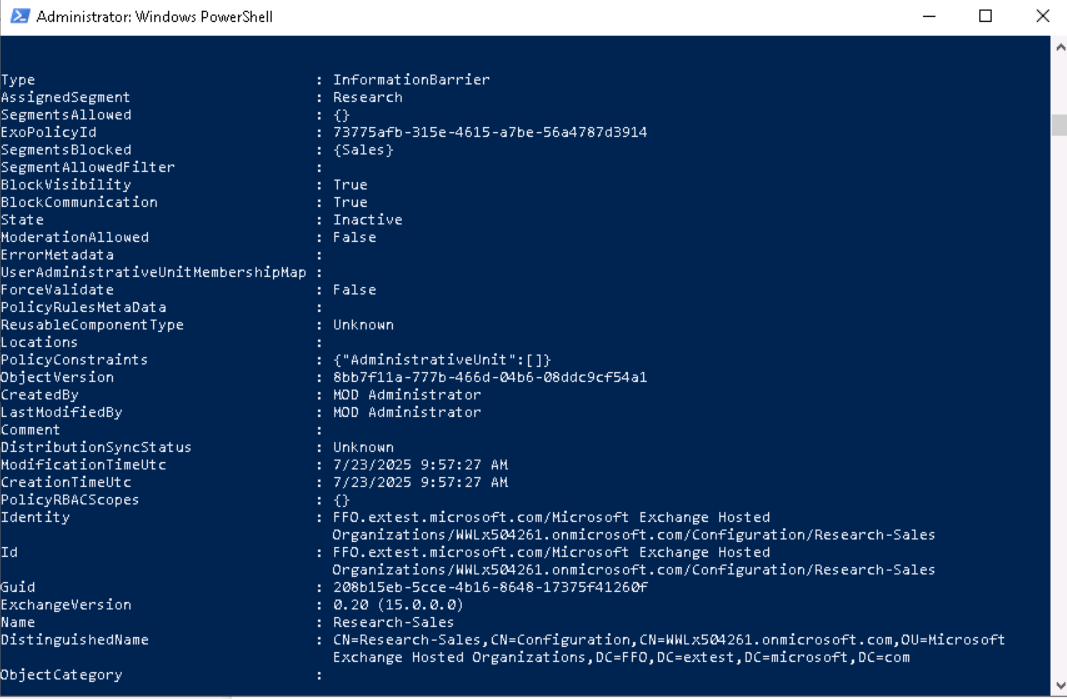 Administrator: Windows PowerShell
Type : InformationBarrier
AssignedSegment : Research
SegmentsAllowed : {}
ExoPolicyId : 73775afb-315e-4615-a7be-56a4787d3914
SegmentsBlocked : {Sales}
SegmentAllowedFilter :
BlockVisibility : True
BlockCommunication : True
State : Inactive
ModerationAllowed : False
ErrorMetadata :
UserAdministrativeUnitMembershipMap :
ForceValidate : False
PolicyRulesMetaData :
ReusableComponentType : Unknown
Locations :
PolicyConstraints : {"AdministrativeUnit":[]}
ObjectVersion : 8bb7f11a-777b-466d-04b6-08ddc9cf54a1
CreatedBy : MOD Administrator
LastModifiedBy : MOD Administrator
Comment :
DistributionSyncStatus : Unknown
ModificationTimeUtc : 7/23/2025 9:57:27 AM
CreationTimeUtc : 7/23/2025 9:57:27 AM
PolicyRBACScopes : {}
Identity : FFO.extest.microsoft.com/Microsoft Exchange Hosted
Organizations/WWLx504261.onmicrosoft.com/Configuration/Research-Sales
Id : FFO.extest.microsoft.com/Microsoft Exchange Hosted
Organizations/WWLx504261.onmicrosoft.com/Configuration/Research-Sales
Guid : 208b15eb-5cce-4b16-8648-17375f41260f
ExchangeVersion : 0.20 (15.0.0.0)
Name : Research-Sales
DistinguishedName : CN=Research-Sales,CN=Configuration,CN=WWLx504261.onmicrosoft.com,OU=Microsoft
Exchange Hosted Organizations,DC=FFO,DC=extest,DC=microsoft,DC=com
ObjectCategory :